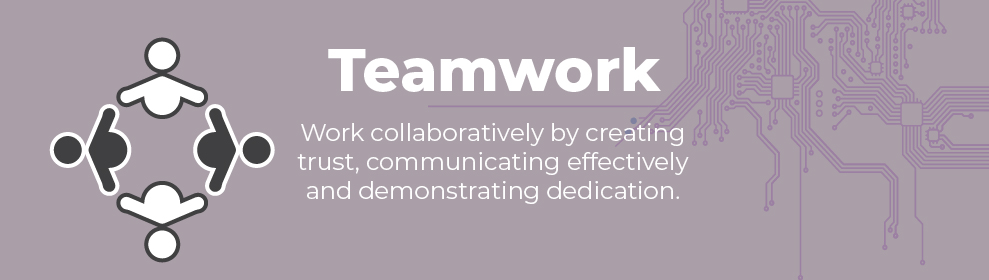 Teamwork
Work collaboratively by creating
trust, communicating effectively
and demonstrating dedication.